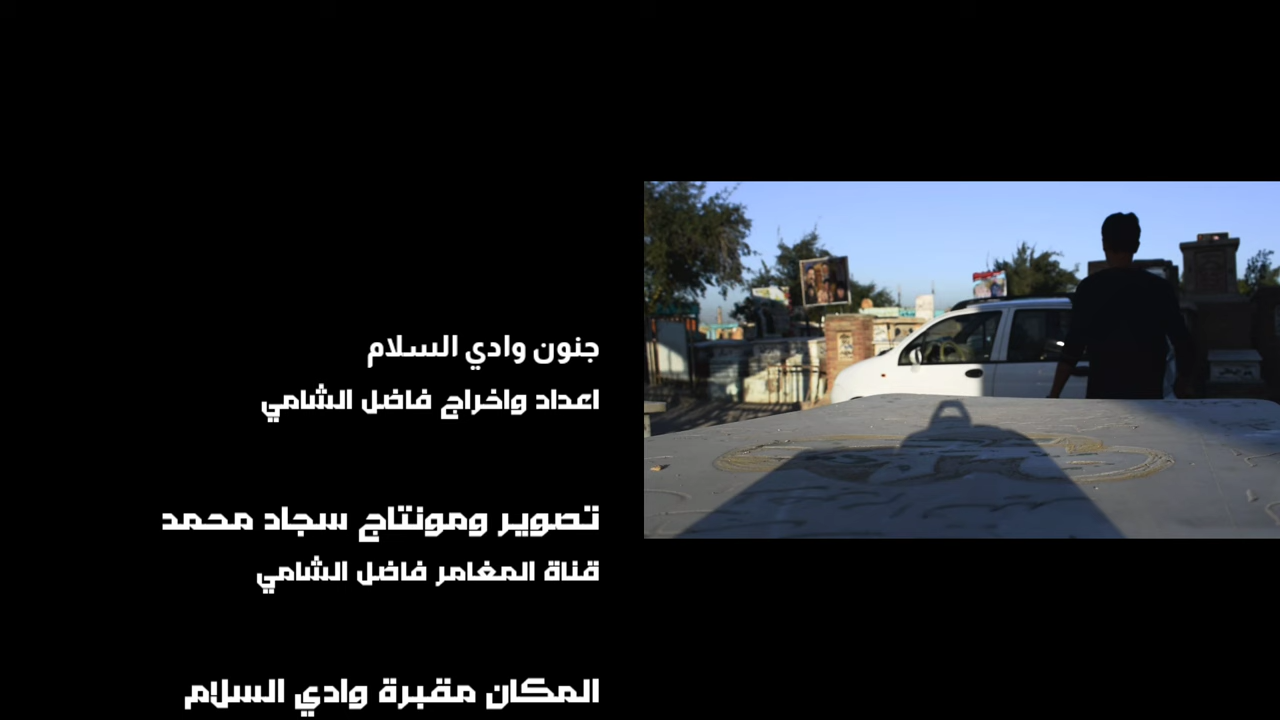 جنون وادي السلام
اعداد واخراج فاضل الشامي
تصوير ومونتاج سجاد محمد
قناة المغامر فاضل الشامي
المكان مقبرة وادي السلام